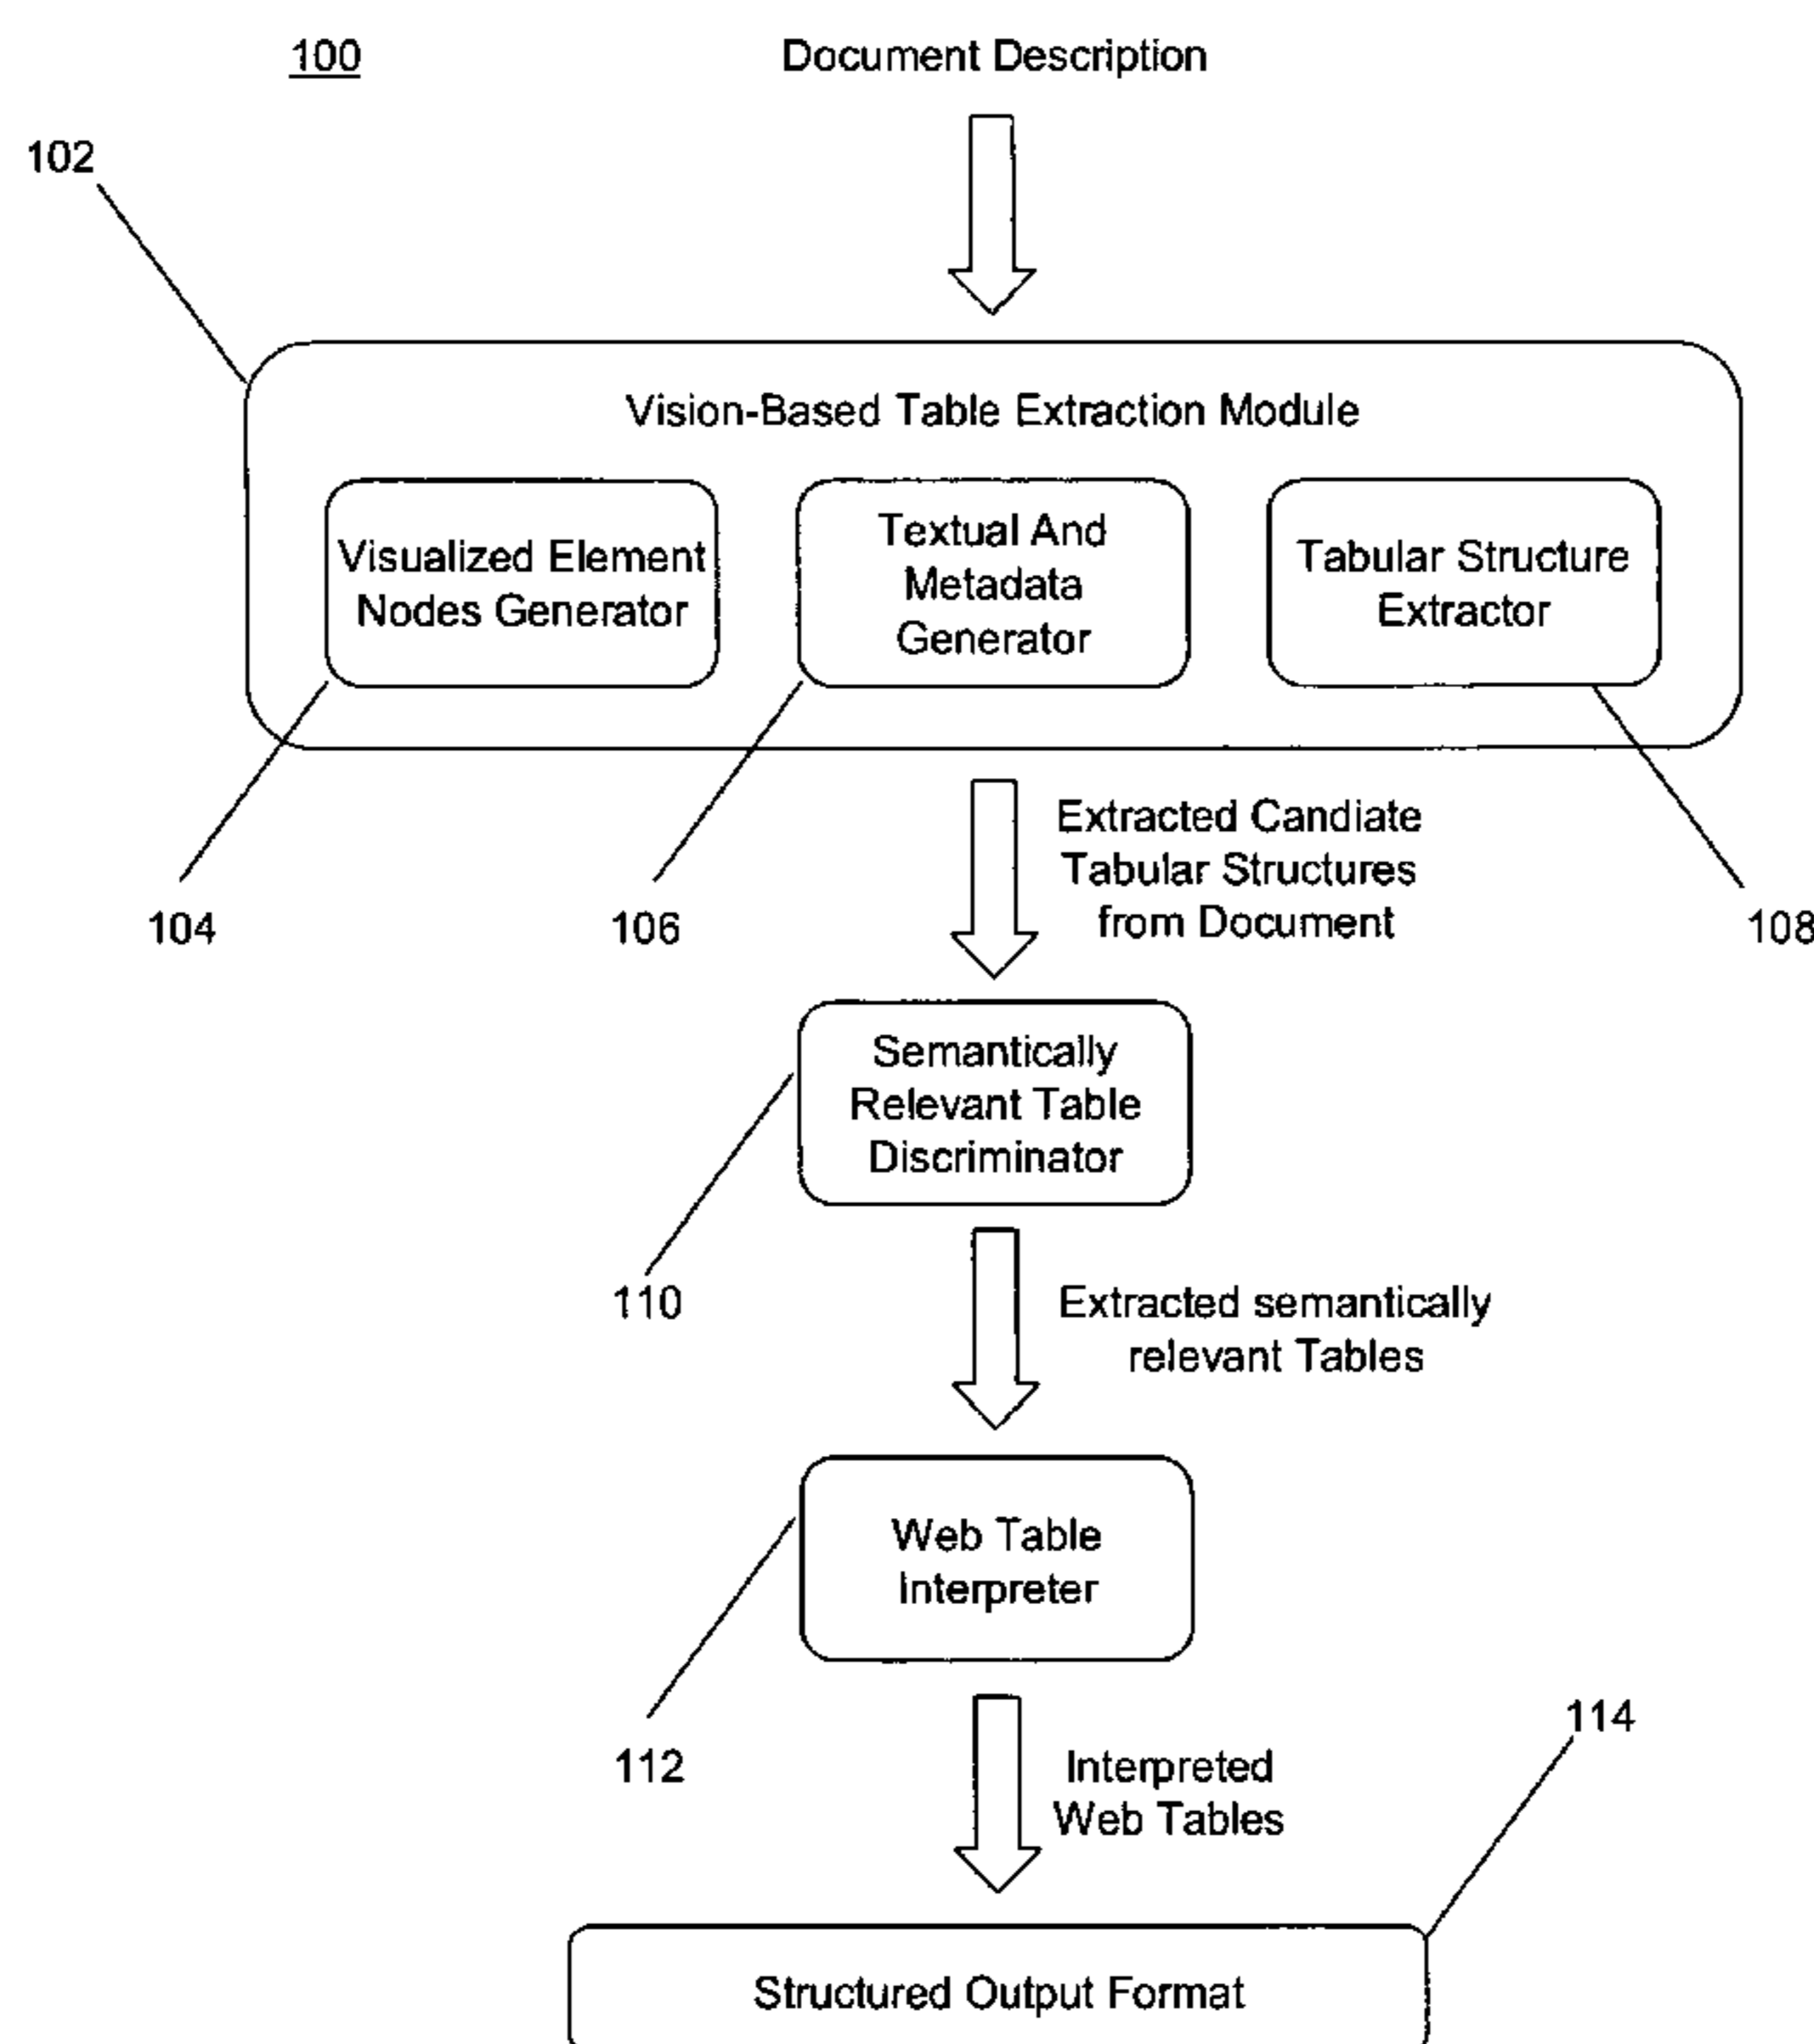 100
Document Description
102
Vision-Based Table Extraction Module
Visualized Element
Nodes Generator
Textual And
Metadata
Generator
Tabular Structure
Extractor
Extracted Candiate
Tabular Structures
from Document
104
106
108
Semantically
Relevant Table
Discriminator
110
Extracted semantically
relevant Tables
Web Table
Interpreter
112
Interpreted
Web Tables
114
Structured Output Format